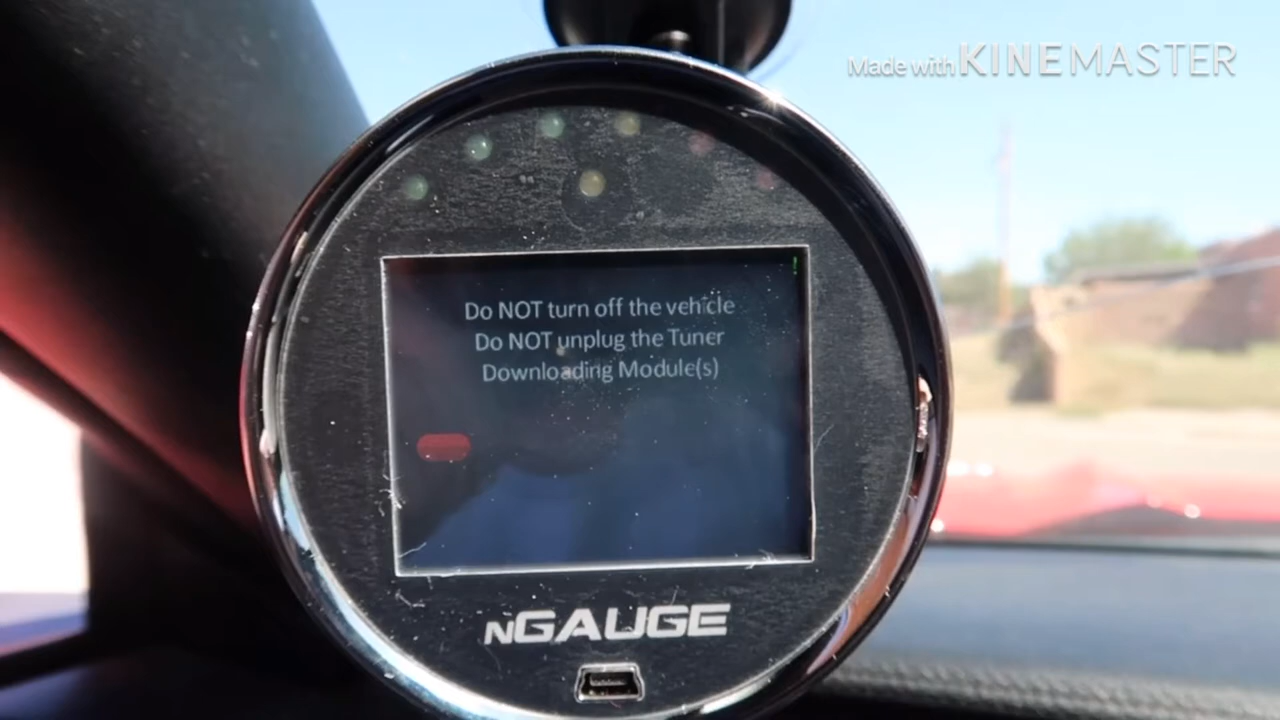 Made with KINEMASTER
Do NOT turn off the vehicle
Do NOT unplug the Tuner
Downloading Module(s)
nGAUGE